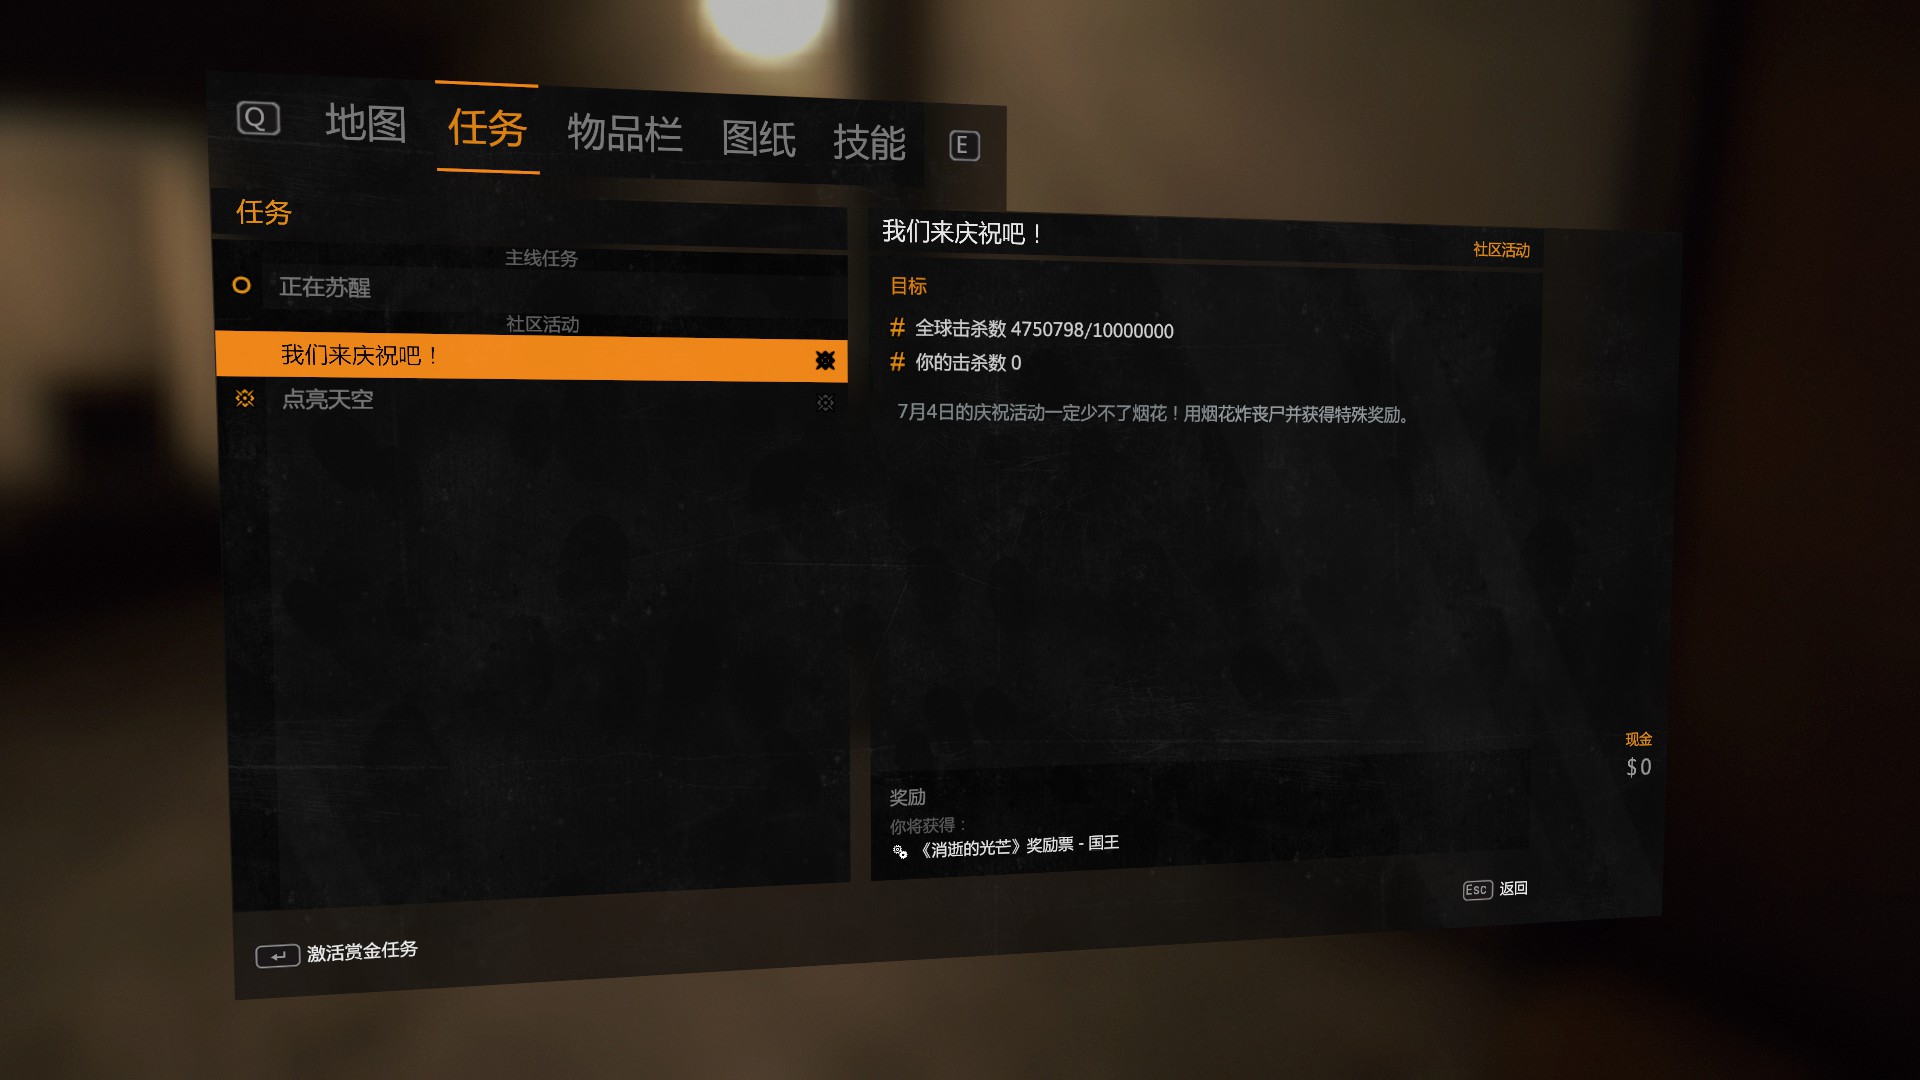 Q 地图 任务 物品栏 图纸 技能 E
任务
主线任务
正在苏醒
社区活动
我们来庆祝吧！
点亮天空
我们来庆祝吧！
社区活动
目标
# 全球击杀数 4750798/10000000
# 你的击杀数 0
7月4日的庆祝活动一定少不了烟花！用烟花炸丧尸并获得特殊奖励。
奖励
你将获得：
《消逝的光芒》奖励票 - 国王
现金
$0
Esc 返回
激活赏金任务